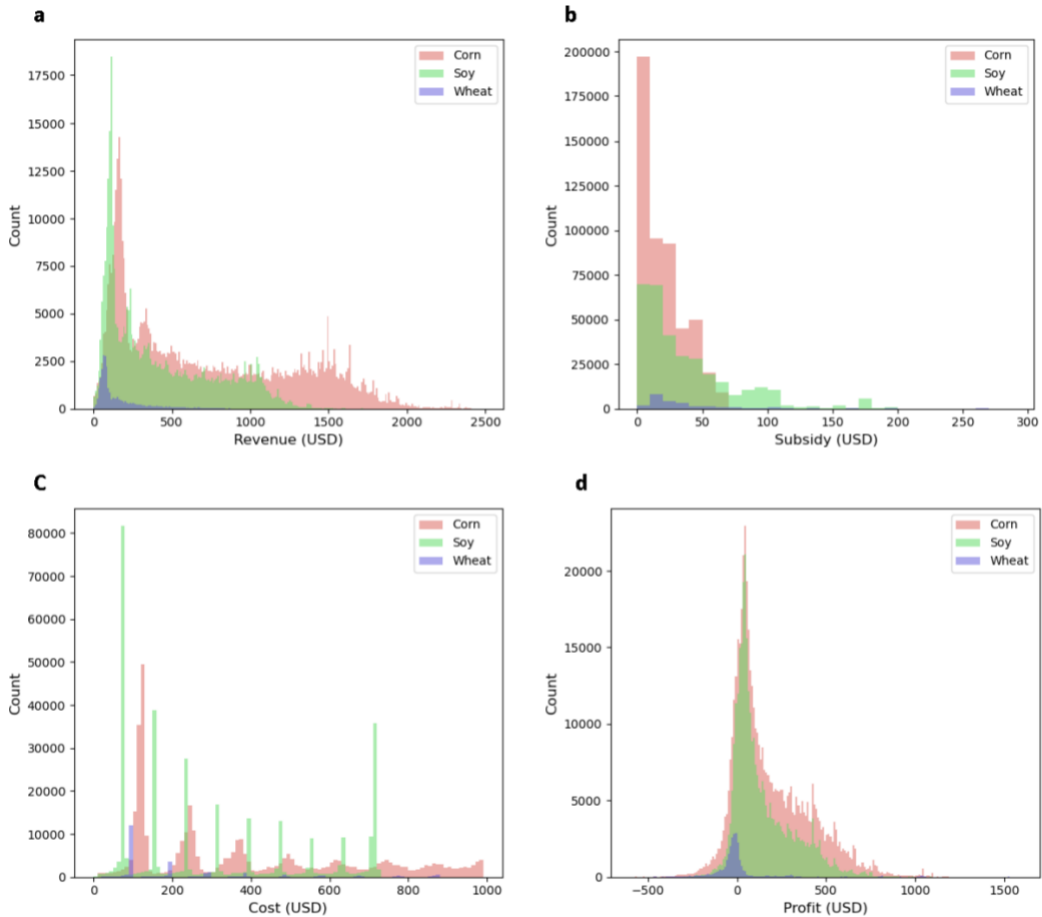 a
17500
15000
12500
10000
7500
5000
2500
0
Count
0 500 1000 1500 2000 2500
Revenue (USD)
Corn
Soy
Wheat
b
200000
175000
150000
125000
100000
75000
50000
25000
0
Count
0 50 100 150 200 250 300
Subsidy (USD)
Corn
Soy
Wheat
C
80000
70000
60000
50000
40000
30000
20000
10000
0
Count
0 200 400 600 800 1000
Cost (USD)
Corn
Soy
Wheat
d
20000
15000
10000
5000
0
Count
−500 0 500 1000 1500
Profit (USD)
Corn
Soy
Wheat